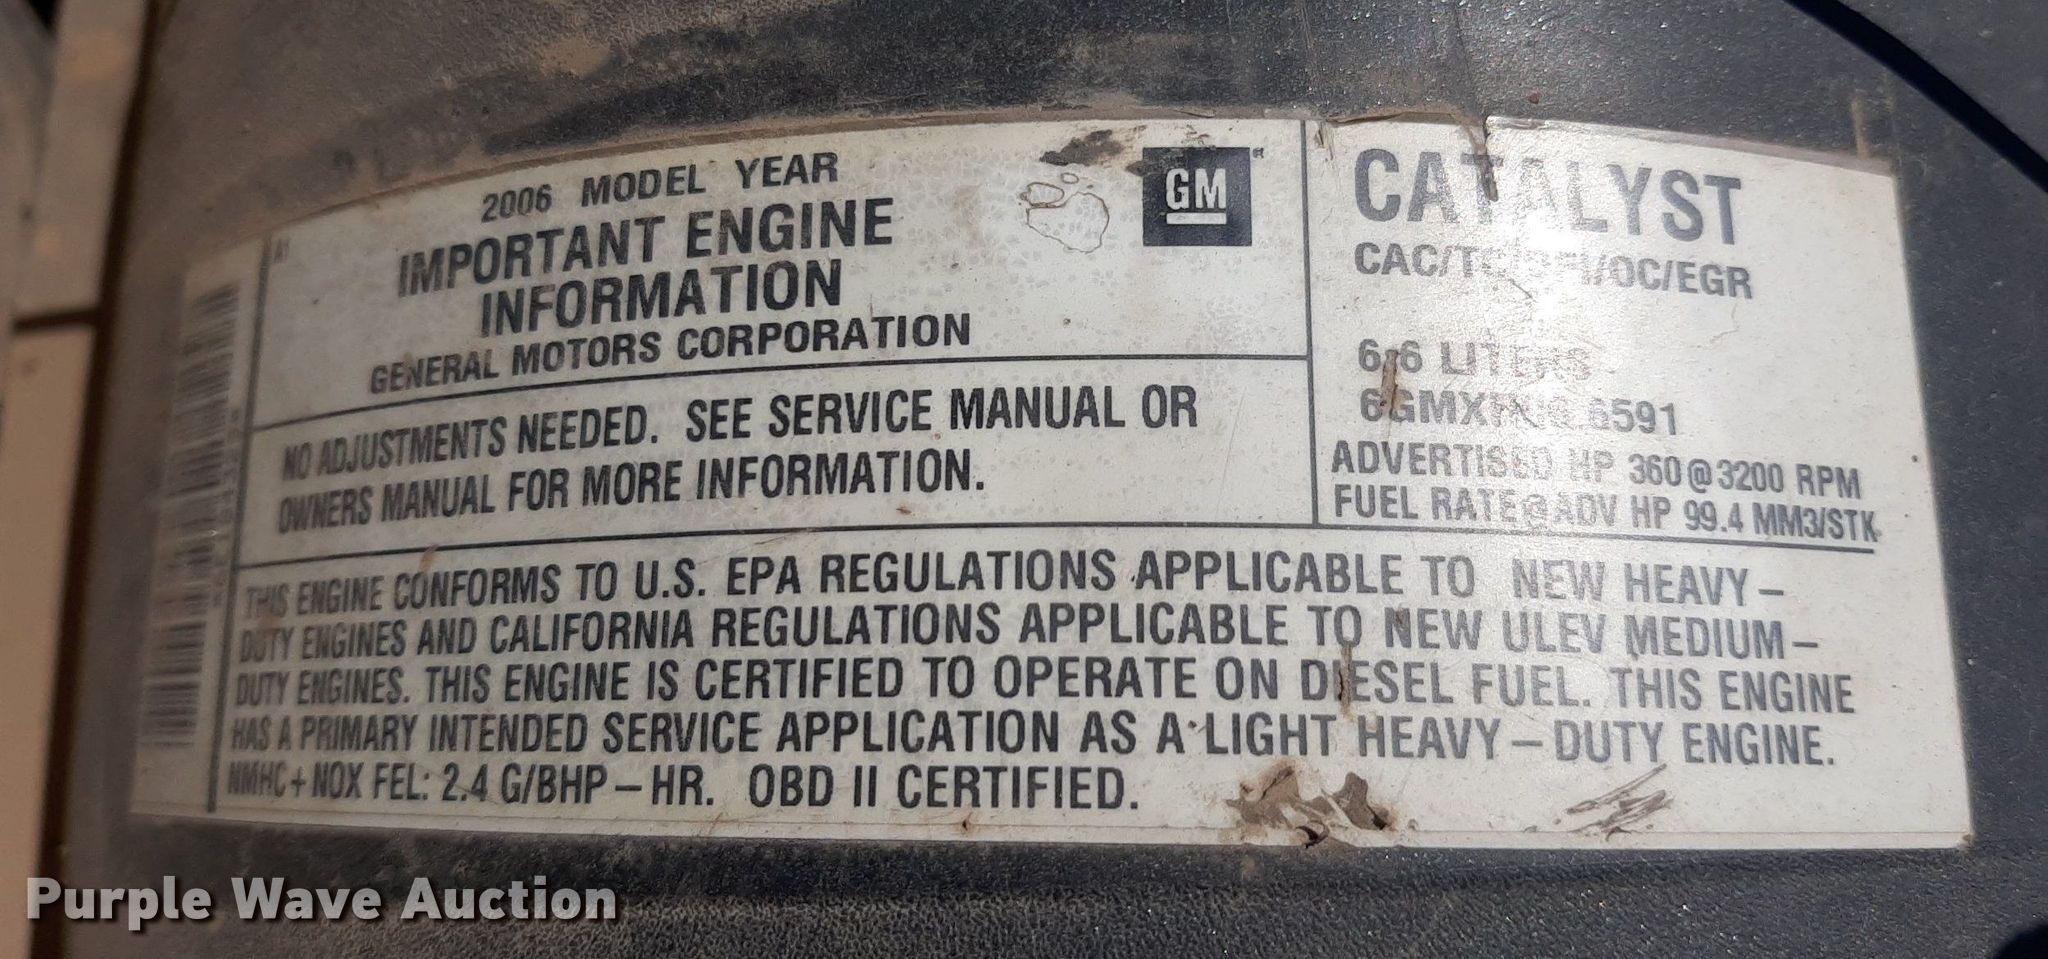 A1
2006 MODEL YEAR
IMPORTANT ENGINE
INFORMATION
GENERAL MOTORS CORPORATION
GM
NO ADJUSTMENTS NEEDED. SEE SERVICE MANUAL OR
OWNERS MANUAL FOR MORE INFORMATION.
CATALYST
6.6 LITERS
ADVERTISED HP 360@3200 RPM
FUEL RATE@ADV HP 99.4 MM3/STK
THIS ENGINE CONFORMS TO U.S. EPA REGULATIONS APPLICABLE TO NEW HEAVY–
DUTY ENGINES AND CALIFORNIA REGULATIONS APPLICABLE TO NEW ULEV MEDIUM–
DUTY ENGINES. THIS ENGINE IS CERTIFIED TO OPERATE ON DIESEL FUEL. THIS ENGINE
HAS A PRIMARY INTENDED SERVICE APPLICATION AS A LIGHT HEAVY–DUTY ENGINE.
NMHC+NOX FEL: 2.4 G/BHP–HR. OBD II CERTIFIED.
Purple Wave Auction